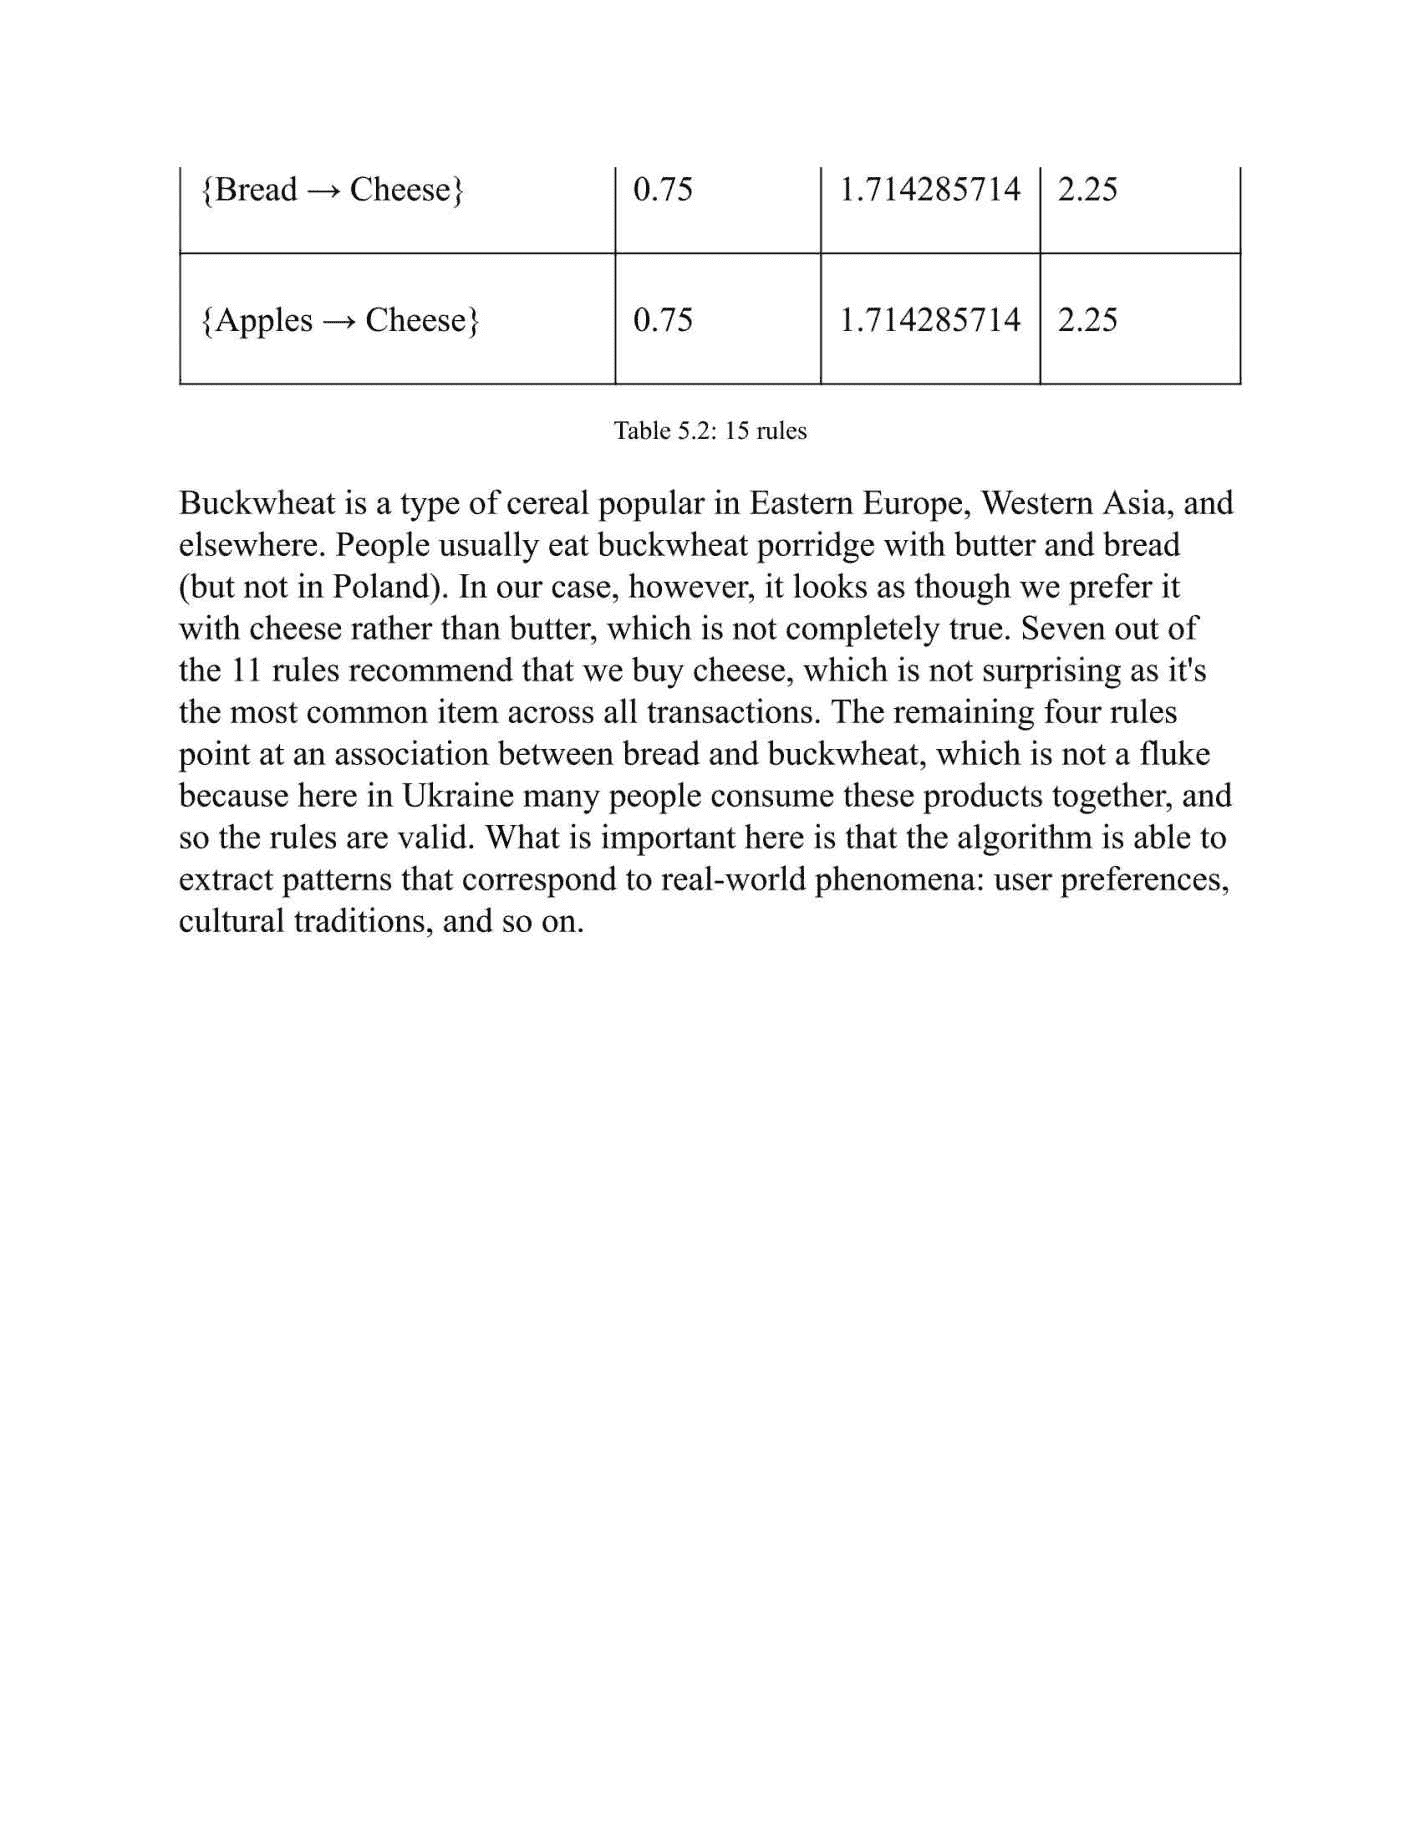 {Bread → Cheese} 0.75 1.714285714 2.25
{Apples → Cheese} 0.75 1.714285714 2.25
Table 5.2: 15 rules
Buckwheat is a type of cereal popular in Eastern Europe, Western Asia, and
elsewhere. People usually eat buckwheat porridge with butter and bread
(but not in Poland). In our case, however, it looks as though we prefer it
with cheese rather than butter, which is not completely true. Seven out of
the 11 rules recommend that we buy cheese, which is not surprising as it's
the most common item across all transactions. The remaining four rules
point at an association between bread and buckwheat, which is not a fluke
because here in Ukraine many people consume these products together, and
so the rules are valid. What is important here is that the algorithm is able to
extract patterns that correspond to real-world phenomena: user preferences,
cultural traditions, and so on.